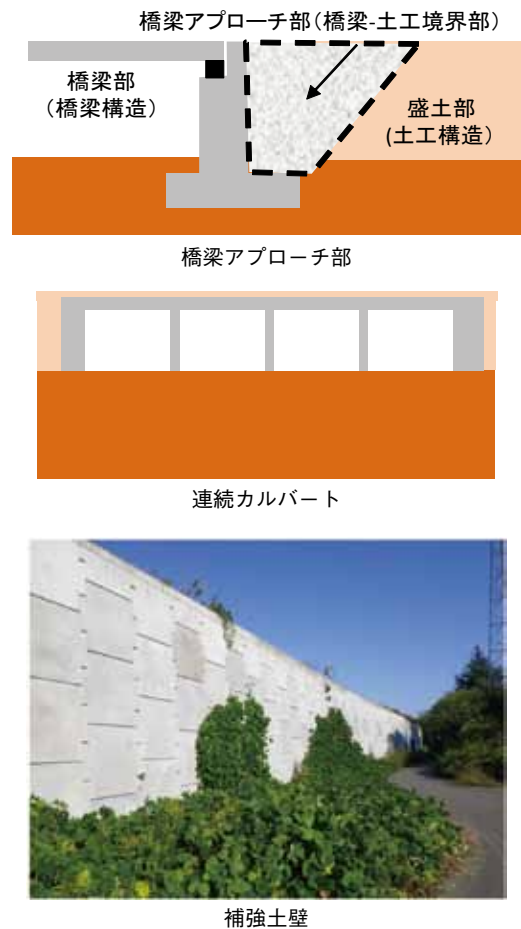 橋梁アプローチ部（橋梁-土工境界部）
橋梁部
（橋梁構造）
盛土部
(土工構造）
橋梁アプローチ部
連続カルバート
補強土壁